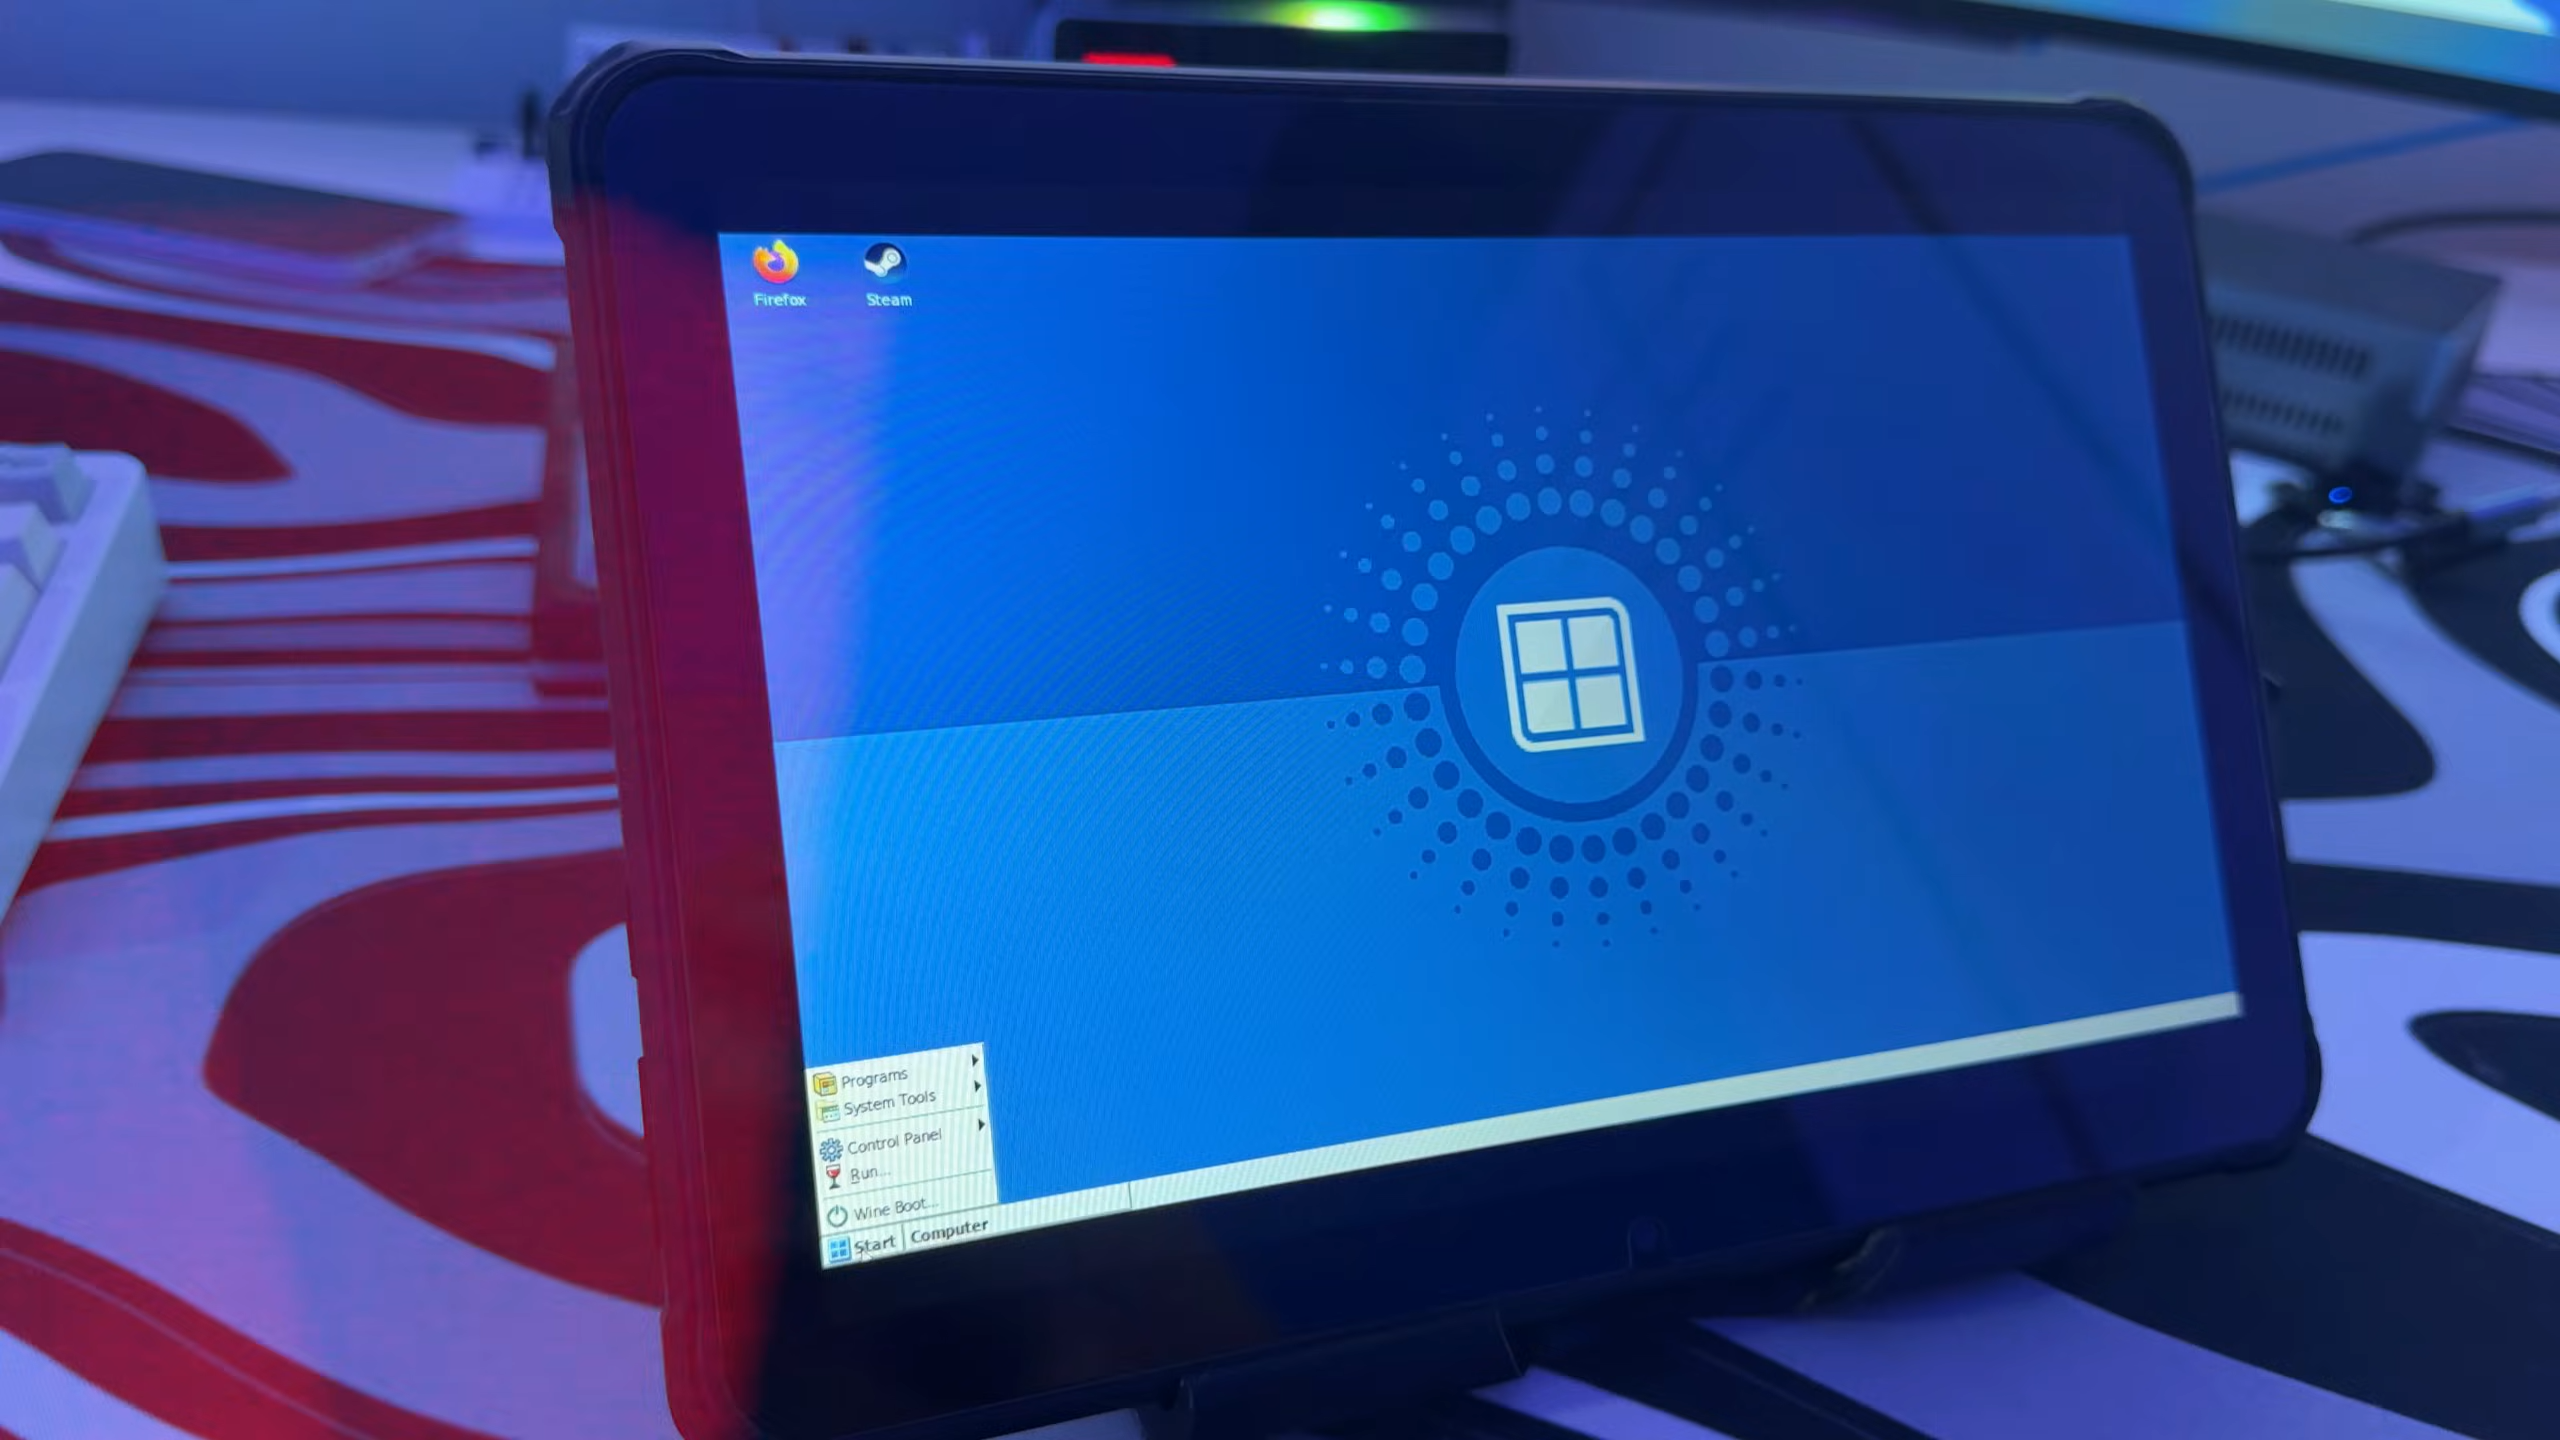 Firefox
Steam
Programs
System Tools
Control Panel
Run...
Wine Boot...
Start
Computer